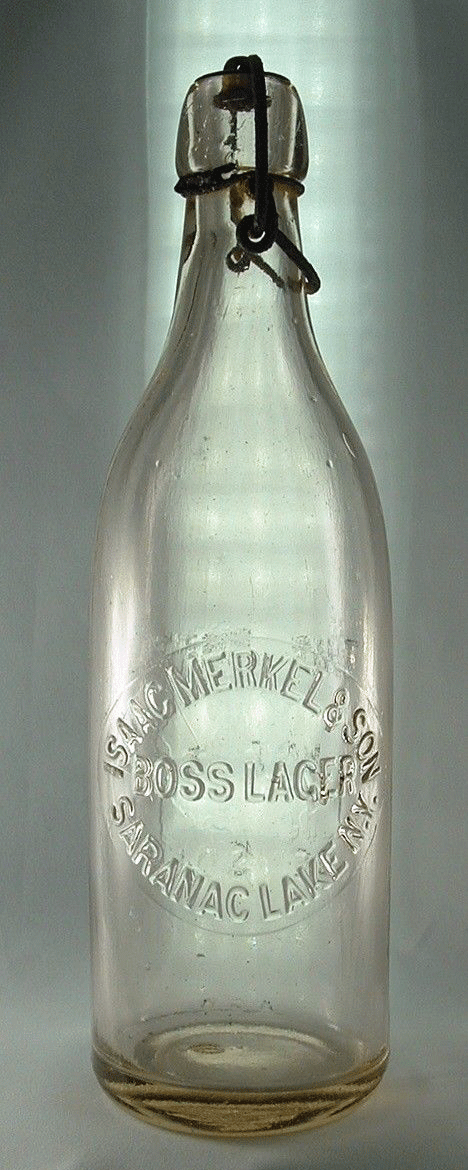 ISAAC MERKEL & SON
BOSS LAGER
SARANAC LAKE N.Y.